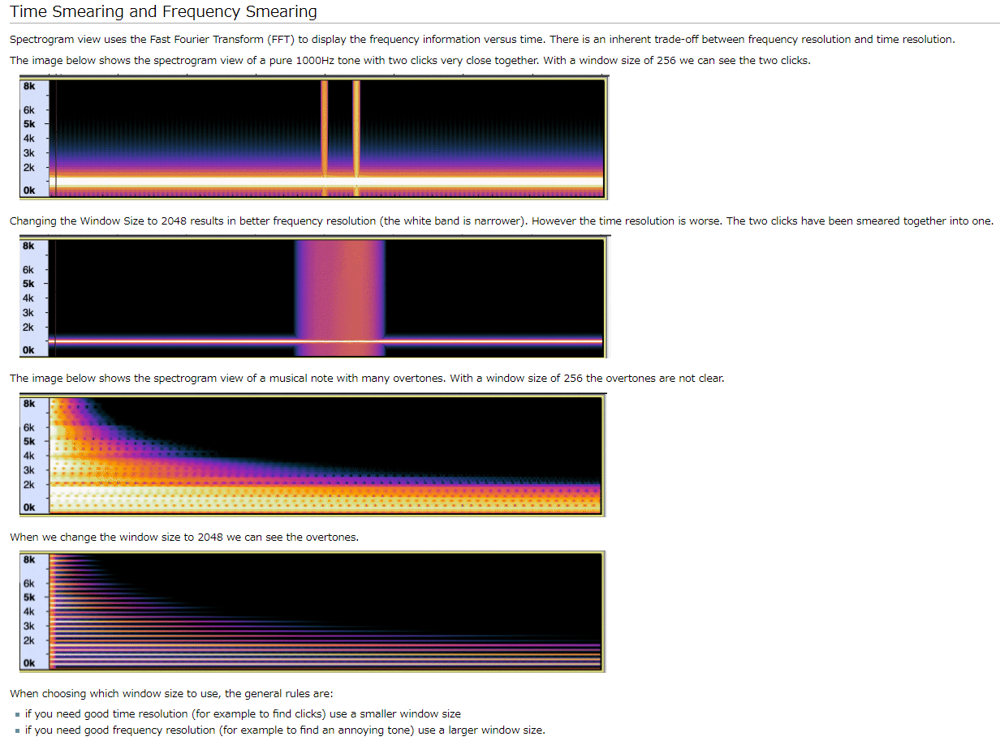 Time Smearing and Frequency Smearing
Spectrogram view uses the Fast Fourier Transform (FFT) to display the frequency information versus time. There is an inherent trade-off between frequency resolution and time resolution.
The image below shows the spectrogram view of a pure 1000Hz tone with two clicks very close together. With a window size of 256 we can see the two clicks.
8k
6k
5k
4k
3k
2k
0k
Changing the Window Size to 2048 results in better frequency resolution (the white band is narrower). However the time resolution is worse. The two clicks have been smeared together into one.
8k
6k
5k
4k
3k
2k
0k
The image below shows the spectrogram view of a musical note with many overtones. With a window size of 256 the overtones are not clear.
8k
6k
5k
4k
3k
2k
0k
When we change the window size to 2048 we can see the overtones.
8k
6k
5k
4k
3k
2k
0k
When choosing which window size to use, the general rules are:
▪ if you need good time resolution (for example to find clicks) use a smaller window size
▪ if you need good frequency resolution (for example to find an annoying tone) use a larger window size.